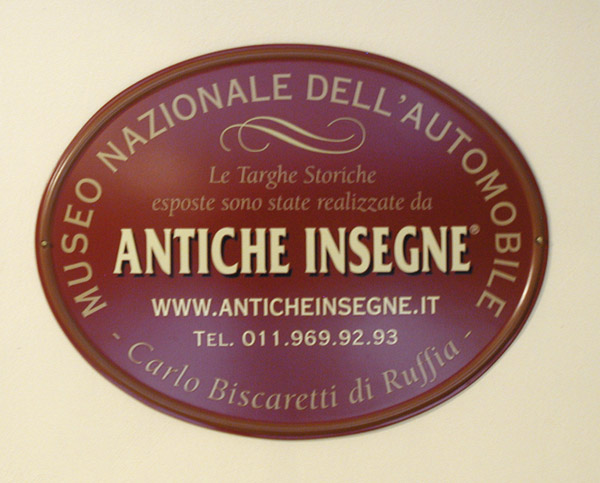 MUSEO NAZIONALE DELL'AUTOMOBILE
Le Targhe Storiche
esposte sono state realizzate da
ANTICHE INSEGNE®
WWW.ANTICHEINSEGNE.IT
TEL. 011.969.92.93
- Carlo Biscaretti di Ruffia -